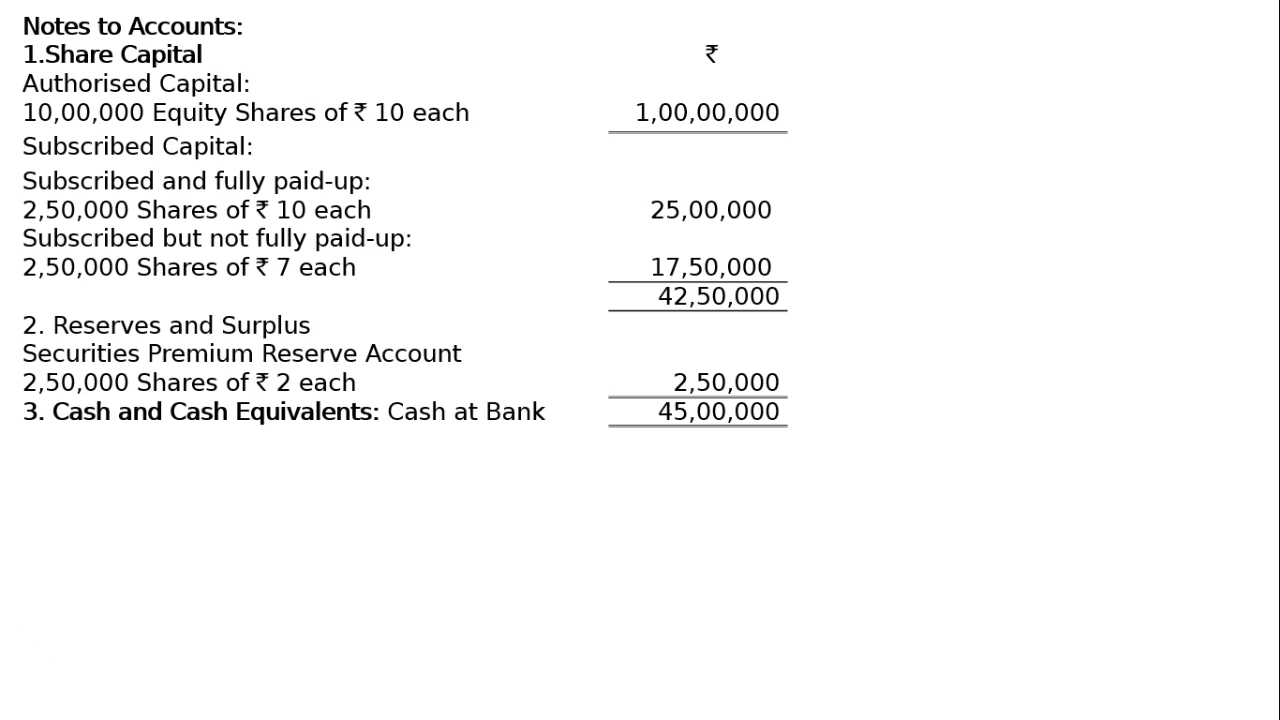 Notes to Accounts:
1.Share Capital ₹
Authorised Capital:
10,00,000 Equity Shares of ₹ 10 each 1,00,00,000
Subscribed Capital:
Subscribed and fully paid-up:
2,50,000 Shares of ₹ 10 each 25,00,000
Subscribed but not fully paid-up:
2,50,000 Shares of ₹ 7 each 17,50,000
42,50,000
2. Reserves and Surplus
Securities Premium Reserve Account
2,50,000 Shares of ₹ 2 each 2,50,000
3. Cash and Cash Equivalents: Cash at Bank 45,00,000